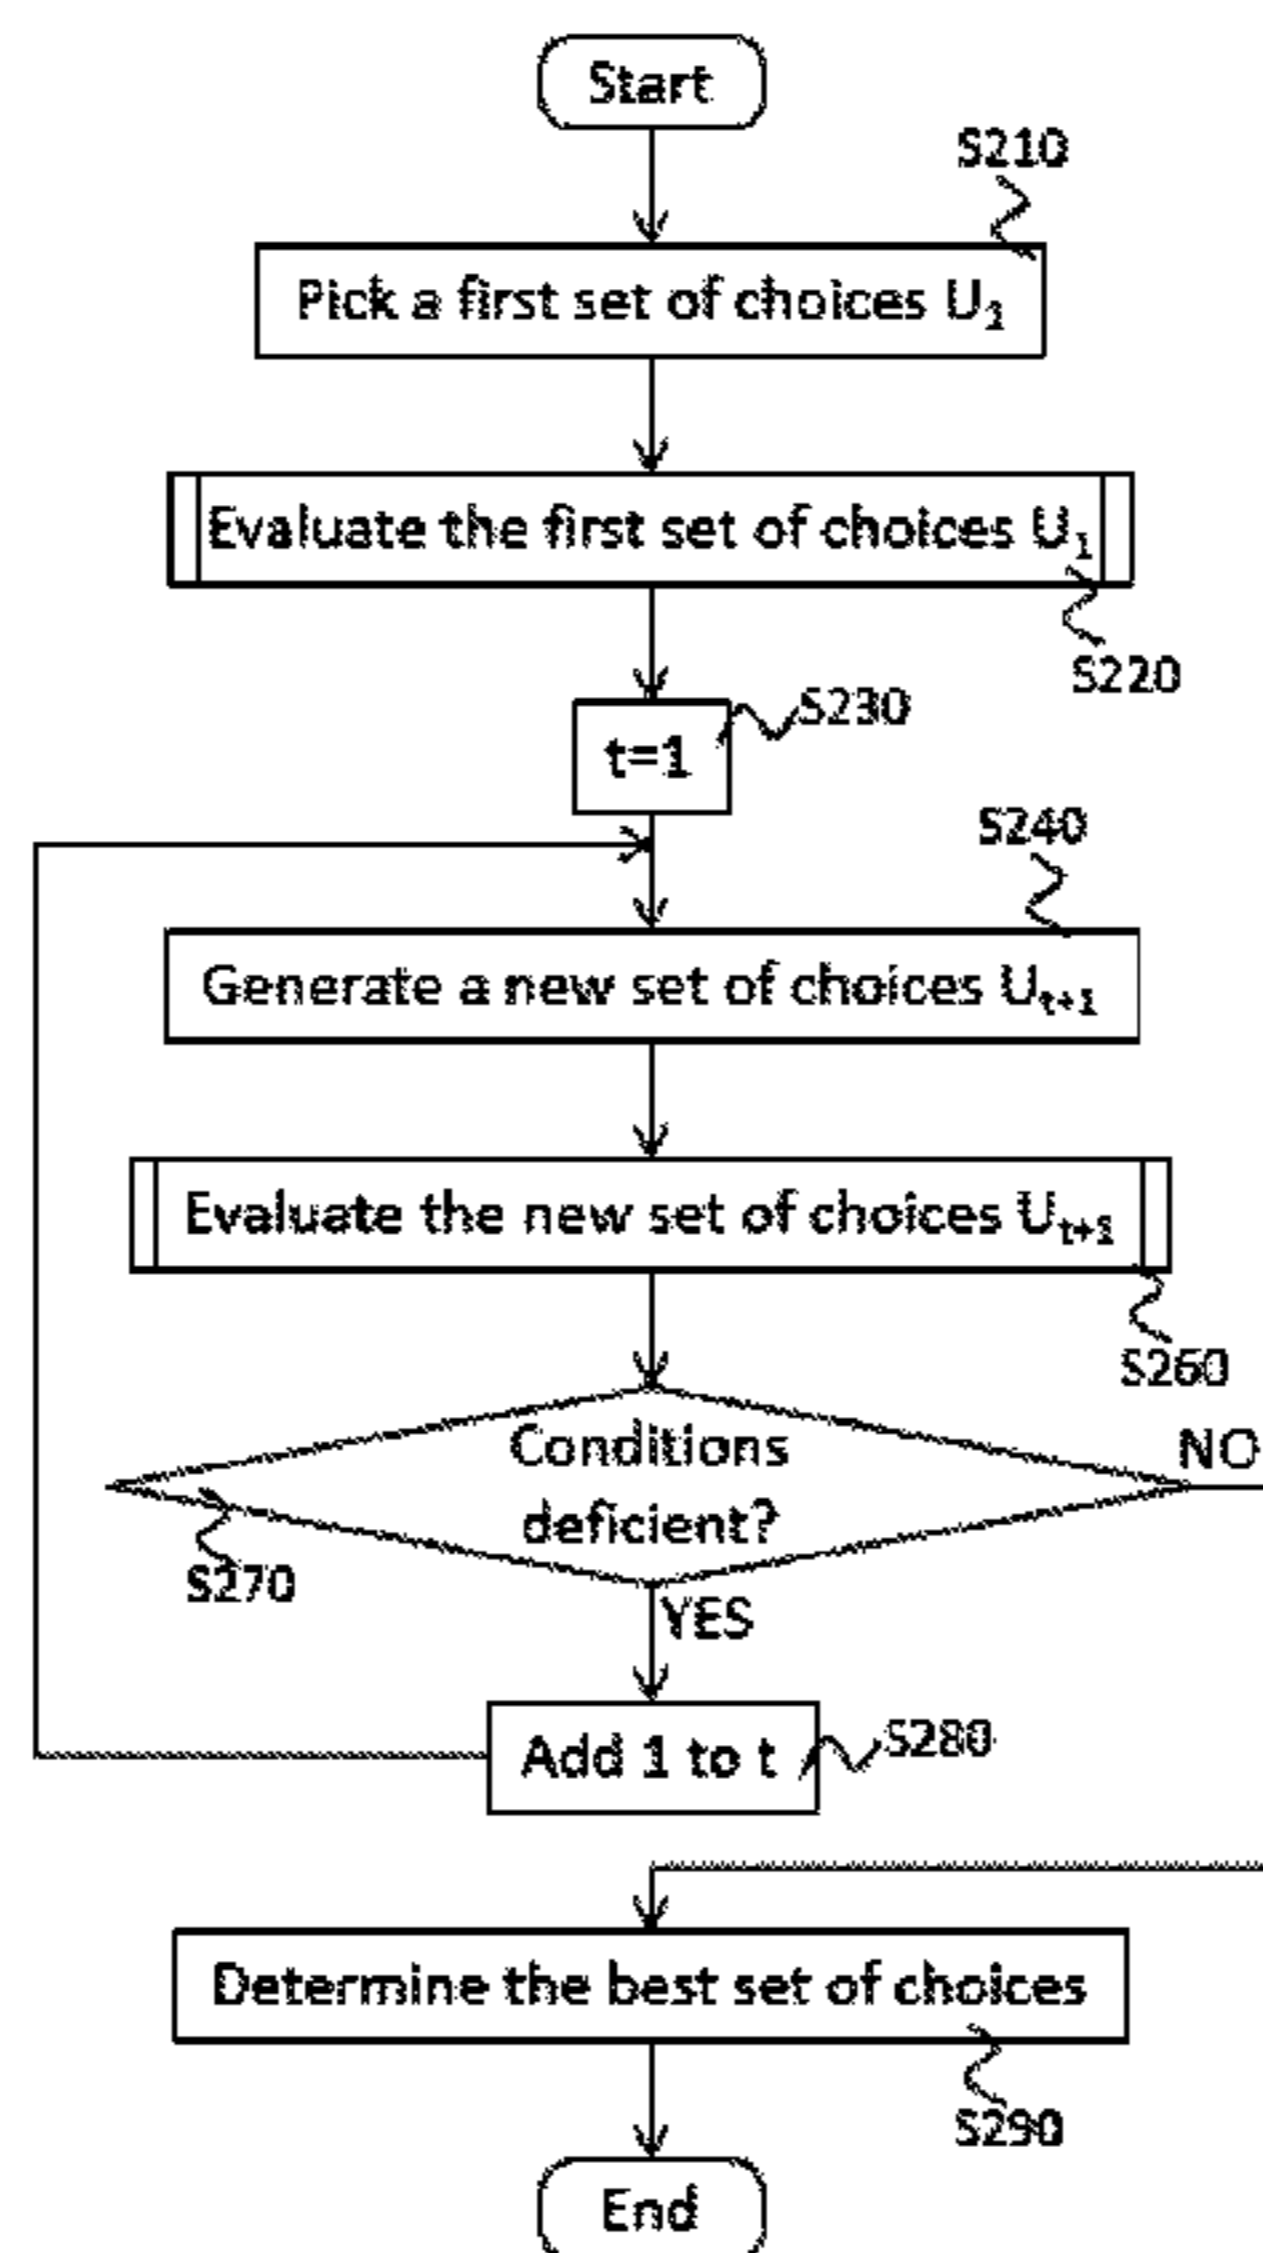 Start
S210
Pick a first set of choices U₁
Evaluate the first set of choices U₁
S220
S230
t=1
S240
Generate a new set of choices Uₜ₊₁
Evaluate the new set of choices Uₜ₊₁
S260
Conditions
deficient?
NO
S270
YES
Add 1 to t
S280
Determine the best set of choices
S290
End